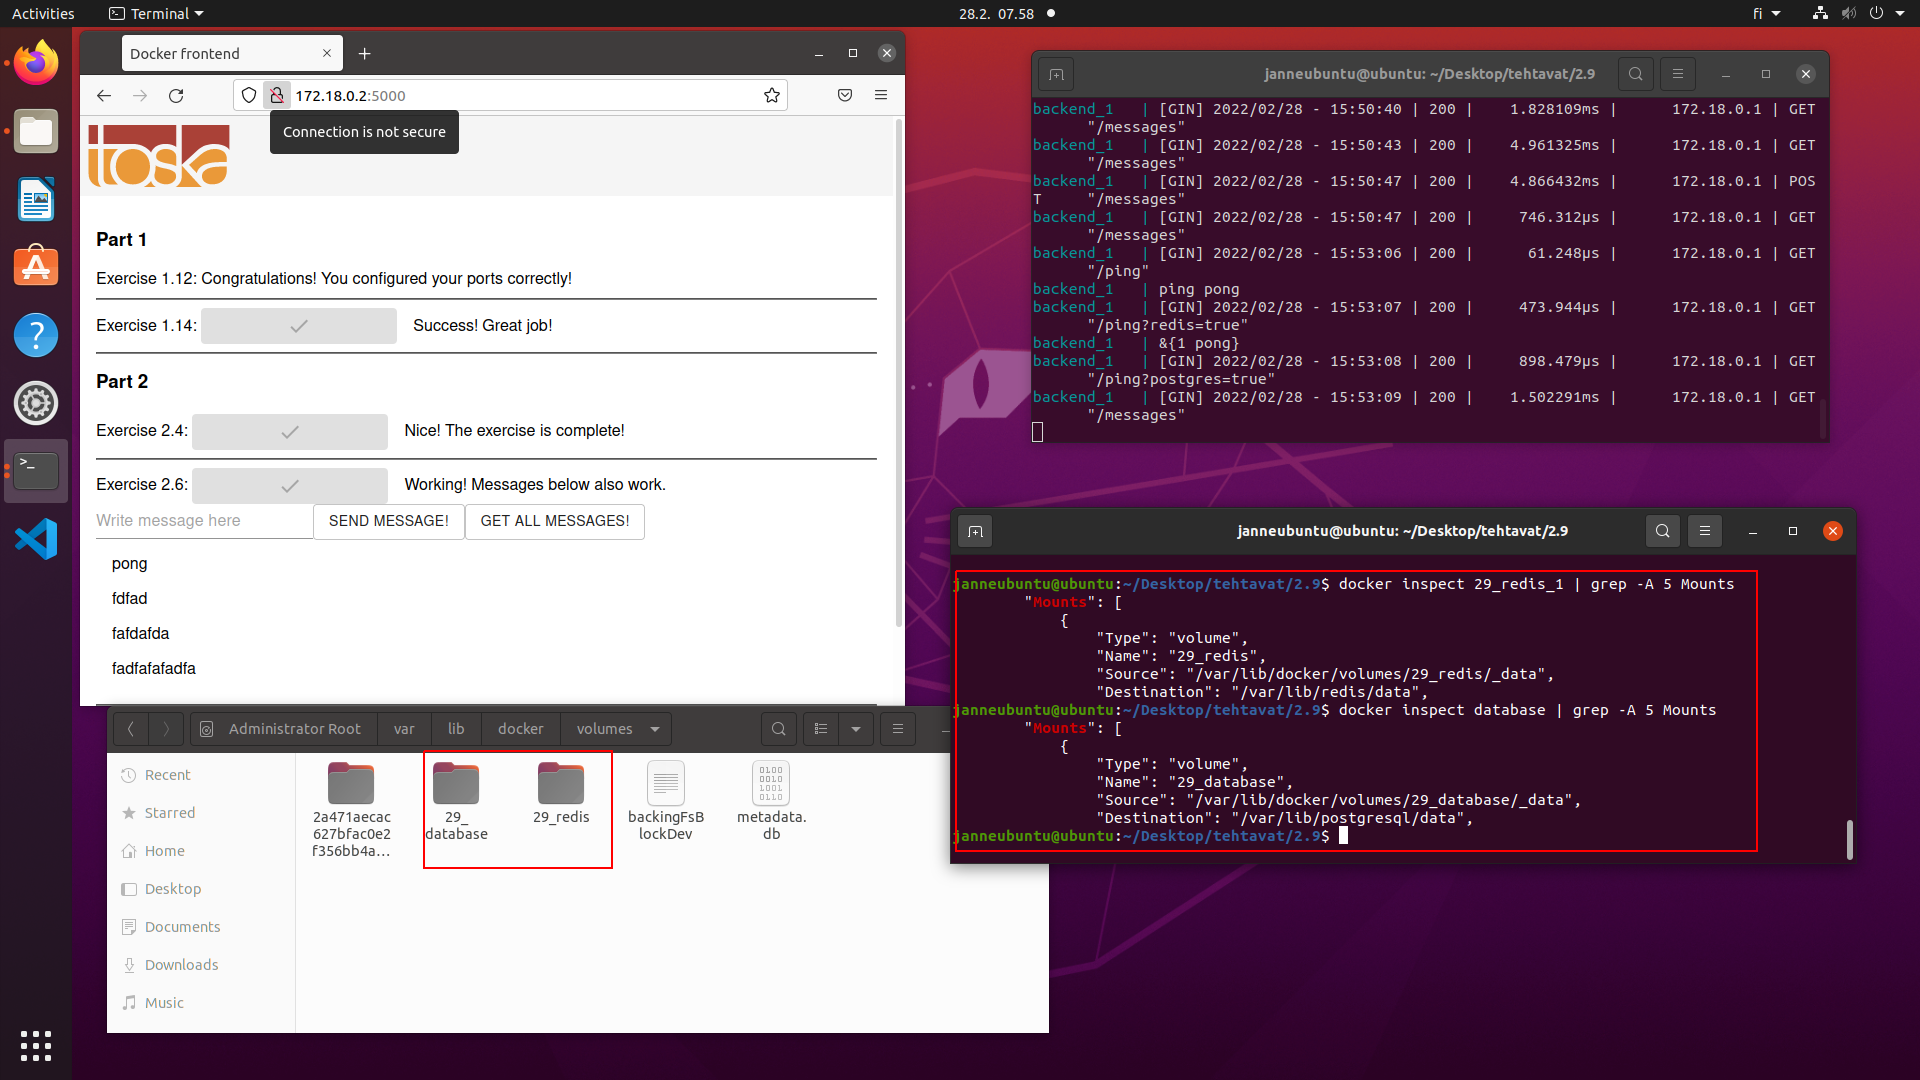 Activities
Terminal
28.2. 07.58
fi
Docker frontend
172.18.0.2:5000
Connection is not secure
toska
Part 1
Exercise 1.12: Congratulations! You configured your ports correctly!
Exercise 1.14:
Success! Great job!
Part 2
Exercise 2.4:
Nice! The exercise is complete!
Exercise 2.6:
Working! Messages below also work.
Write message here
SEND MESSAGE!
GET ALL MESSAGES!
pong
fdfad
fafdafda
fadfafafadfa
janneubuntu@ubuntu: ~/Desktop/tehtavat/2.9
backend_1 | [GIN] 2022/02/28 - 15:50:40 | 200 | 1.828109ms | 172.18.0.1 | GET
"/messages"
backend_1 | [GIN] 2022/02/28 - 15:50:43 | 200 | 4.961325ms | 172.18.0.1 | GET
"/messages"
backend_1 | [GIN] 2022/02/28 - 15:50:47 | 200 | 4.866432ms | 172.18.0.1 | POS
T "/messages"
backend_1 | [GIN] 2022/02/28 - 15:50:47 | 200 | 746.312µs | 172.18.0.1 | GET
"/messages"
backend_1 | [GIN] 2022/02/28 - 15:53:06 | 200 | 61.248µs | 172.18.0.1 | GET
"/ping"
backend_1 | ping pong
backend_1 | [GIN] 2022/02/28 - 15:53:07 | 200 | 473.944µs | 172.18.0.1 | GET
"/ping?redis=true"
backend_1 | &{1 pong}
backend_1 | [GIN] 2022/02/28 - 15:53:08 | 200 | 898.479µs | 172.18.0.1 | GET
"/ping?postgres=true"
backend_1 | [GIN] 2022/02/28 - 15:53:09 | 200 | 1.502291ms | 172.18.0.1 | GET
"/messages"
janneubuntu@ubuntu: ~/Desktop/tehtavat/2.9
janneubuntu@ubuntu:~/Desktop/tehtavat/2.9$ docker inspect 29_redis_1 | grep -A 5 Mounts
"Mounts": [
{
"Type": "volume",
"Name": "29_redis",
"Source": "/var/lib/docker/volumes/29_redis/_data",
"Destination": "/var/lib/redis/data",
janneubuntu@ubuntu:~/Desktop/tehtavat/2.9$ docker inspect database | grep -A 5 Mounts
"Mounts": [
{
"Type": "volume",
"Name": "29_database",
"Source": "/var/lib/docker/volumes/29_database/_data",
"Destination": "/var/lib/postgresql/data",
janneubuntu@ubuntu:~/Desktop/tehtavat/2.9$
Administrator Root
var
lib
docker
volumes
Recent
Starred
Home
Desktop
Documents
Downloads
Music
2a471aecac
627bfac0e2
f356bb4a...
29_
database
29_redis
backingFsB
lockDev
metadata.
db